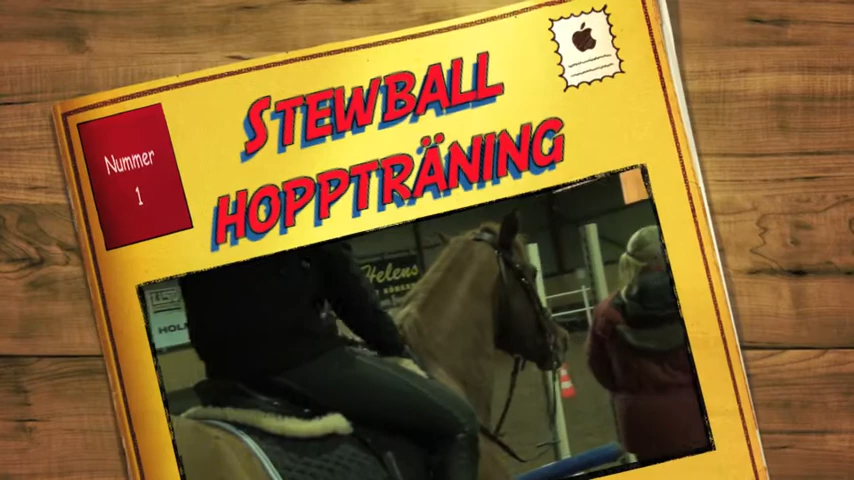 STEWBALL
HOPPTRÄNING
Nummer
1
Helens